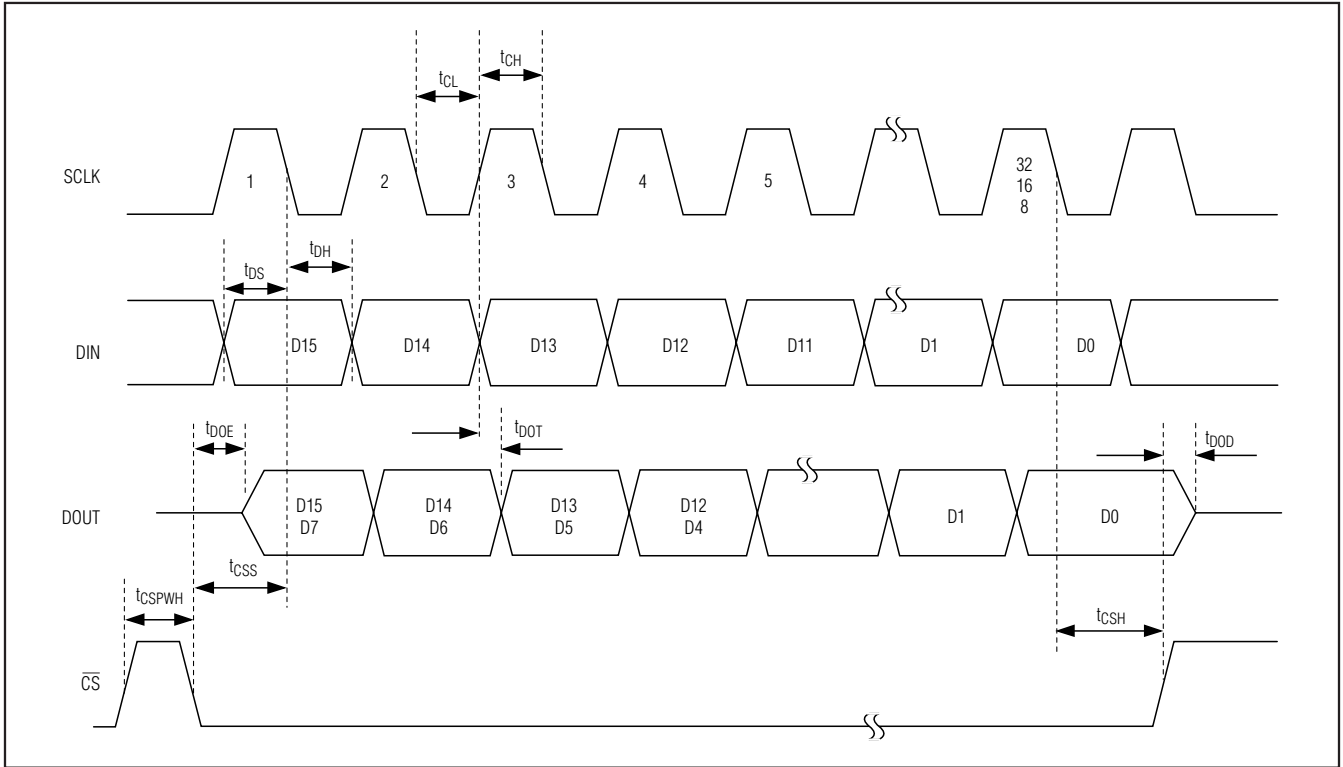 tCH
tCL
SCLK
1
2
3
4
5
32
16
8
tDH
tDS
DIN
D15
D14
D13
D12
D11
D1
D0
tDOE
tDOT
tDOD
DOUT
D15
D7
D14
D6
D13
D5
D12
D4
D1
D0
tCSS
tCSPWH
tCSH
CS